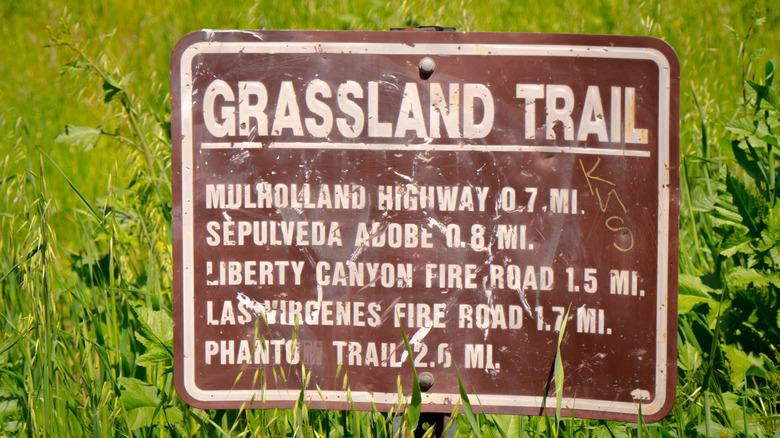 GRASSLAND TRAIL
MULHOLLAND HIGHWAY 0.7 MI.
SEPULVEDA ADOBE 0.8 MI.
LIBERTY CANYON FIRE ROAD 1.5 MI.
LAS VIRGENES FIRE ROAD 1.7 MI.
PHANTOM TRAIL 2.6 MI.